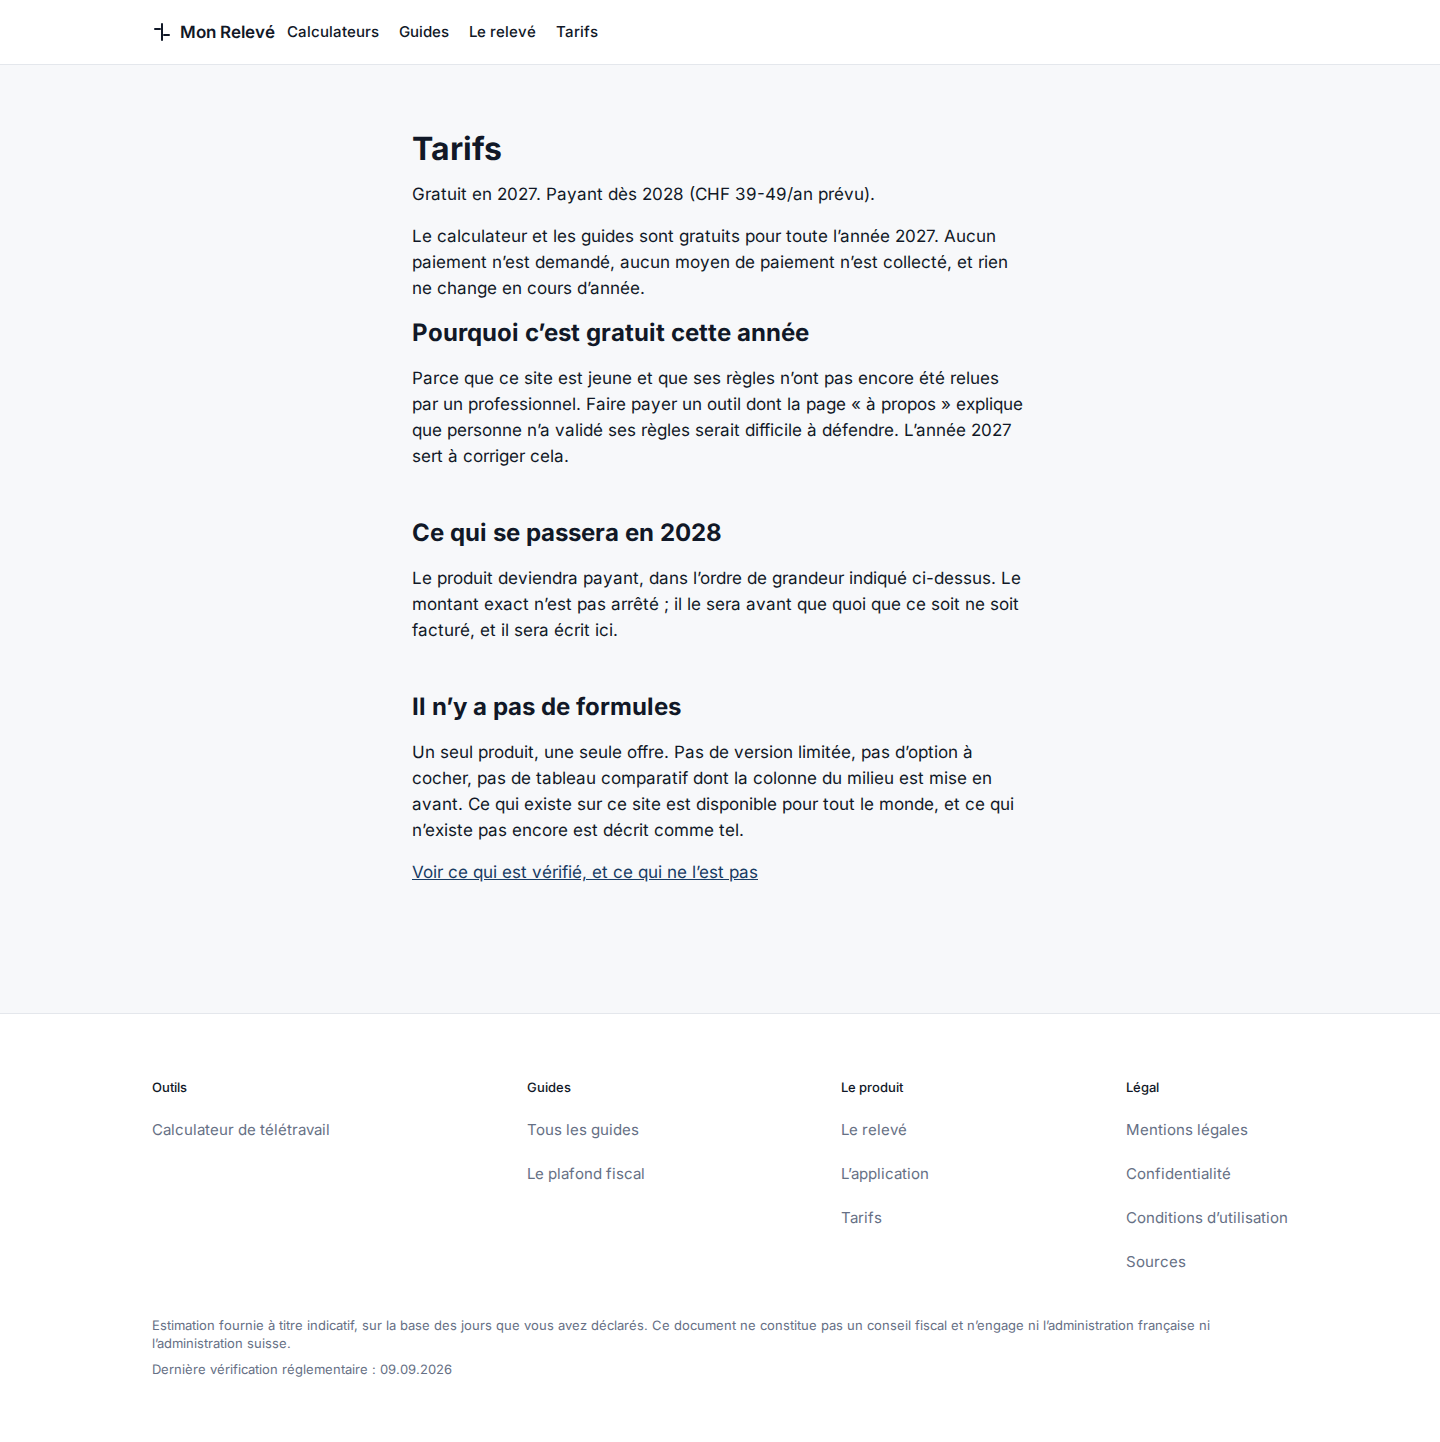 Mon Relevé Calculateurs Guides Le relevé Tarifs
Tarifs
Gratuit en 2027. Payant dès 2028 (CHF 39-49/an prévu).
Le calculateur et les guides sont gratuits pour toute l’année 2027. Aucun
paiement n’est demandé, aucun moyen de paiement n’est collecté, et rien
ne change en cours d’année.
Pourquoi c’est gratuit cette année
Parce que ce site est jeune et que ses règles n’ont pas encore été relues
par un professionnel. Faire payer un outil dont la page « à propos » explique
que personne n’a validé ses règles serait difficile à défendre. L’année 2027
sert à corriger cela.
Ce qui se passera en 2028
Le produit deviendra payant, dans l’ordre de grandeur indiqué ci-dessus. Le
montant exact n’est pas arrêté ; il le sera avant que quoi que ce soit ne soit
facturé, et il sera écrit ici.
Il n’y a pas de formules
Un seul produit, une seule offre. Pas de version limitée, pas d’option à
cocher, pas de tableau comparatif dont la colonne du milieu est mise en
avant. Ce qui existe sur ce site est disponible pour tout le monde, et ce qui
n’existe pas encore est décrit comme tel.
Voir ce qui est vérifié, et ce qui ne l’est pas
Outils
Calculateur de télétravail
Guides
Tous les guides
Le plafond fiscal
Le produit
Le relevé
L’application
Tarifs
Légal
Mentions légales
Confidentialité
Conditions d’utilisation
Sources
Estimation fournie à titre indicatif, sur la base des jours que vous avez déclarés. Ce document ne constitue pas un conseil fiscal et n’engage ni l’administration française ni
l’administration suisse.
Dernière vérification réglementaire : 09.09.2026